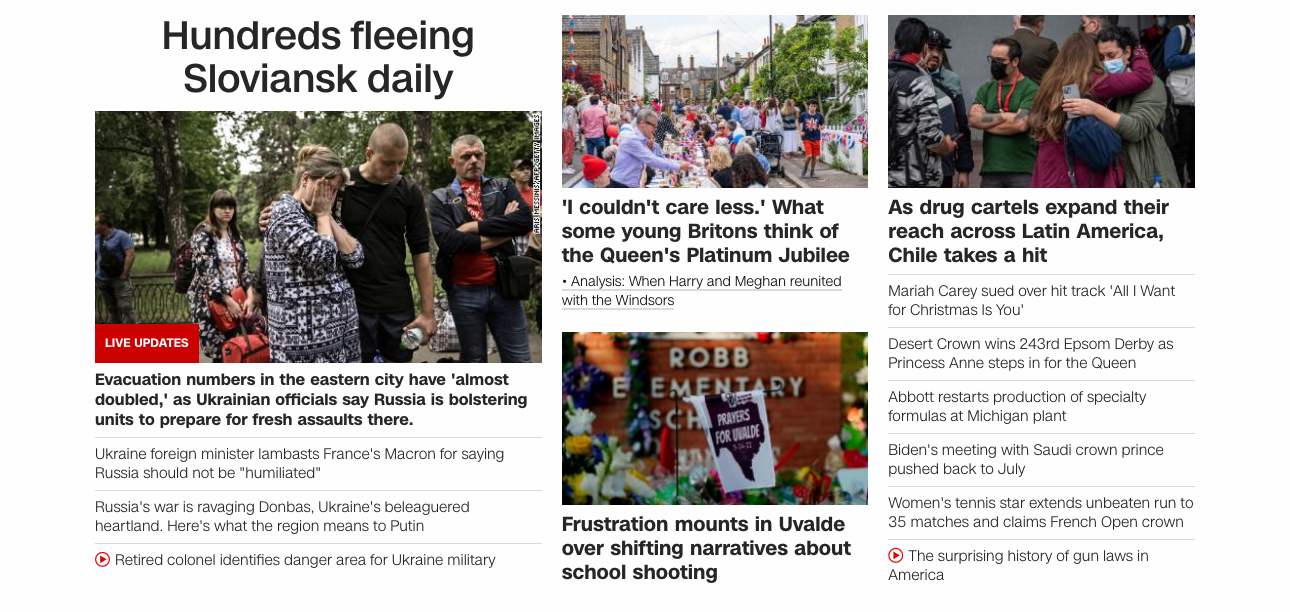 Hundreds fleeing
Sloviansk daily
ARIS MESSINIS/AFP/GETTY IMAGES
LIVE UPDATES
Evacuation numbers in the eastern city have 'almost
doubled,' as Ukrainian officials say Russia is bolstering
units to prepare for fresh assaults there.
Ukraine foreign minister lambasts France's Macron for saying
Russia should not be "humiliated"
Russia's war is ravaging Donbas, Ukraine's beleaguered
heartland. Here's what the region means to Putin
Retired colonel identifies danger area for Ukraine military
'I couldn't care less.' What
some young Britons think of
the Queen's Platinum Jubilee
• Analysis: When Harry and Meghan reunited
with the Windsors
ROBB
ELEMENTARY
SCH
PRAYERS
FOR UVALDE
5-24-22
Frustration mounts in Uvalde
over shifting narratives about
school shooting
As drug cartels expand their
reach across Latin America,
Chile takes a hit
Mariah Carey sued over hit track 'All I Want
for Christmas Is You'
Desert Crown wins 243rd Epsom Derby as
Princess Anne steps in for the Queen
Abbott restarts production of specialty
formulas at Michigan plant
Biden's meeting with Saudi crown prince
pushed back to July
Women's tennis star extends unbeaten run to
35 matches and claims French Open crown
The surprising history of gun laws in
America